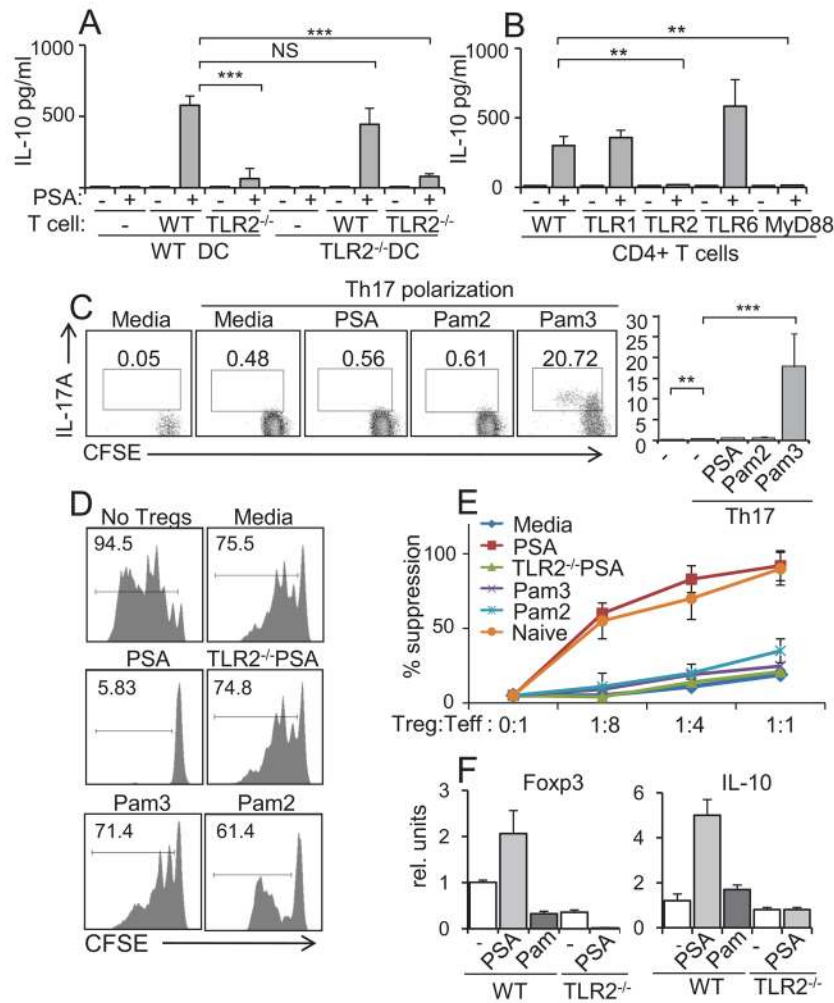 A
IL-10 pg/ml
1000
500
0
***
NS
***
PSA: - + - + - + - + - + - +
T cell: - WT TLR2-/- - WT TLR2-/-
WT DC TLR2-/-DC
B
IL-10 pg/ml
1000
500
0
**
**
- + - + - + - + - +
WT TLR1 TLR2 TLR6 MyD88
CD4+ T cells
C
Th17 polarization
Media Media PSA Pam2 Pam3
0.05 0.48 0.56 0.61 20.72
IL-17A
CFSE
30
25
20
15
10
5
0
***
**
- - PSA Pam2 Pam3
Th17
D
No Tregs Media
94.5 75.5
PSA TLR2-/-PSA
5.83 74.8
Pam3 Pam2
71.4 61.4
CFSE
E
% suppression
100
50
0
Media
PSA
TLR2-/-PSA
Pam3
Pam2
Naive
Treg:Teff : 0:1 1:8 1:4 1:1
F
Foxp3
rel. units
3
2
1
0
- PSA Pam - PSA
WT TLR2-/-
IL-10
6
4
2
0
- PSA Pam - PSA
WT TLR2-/-